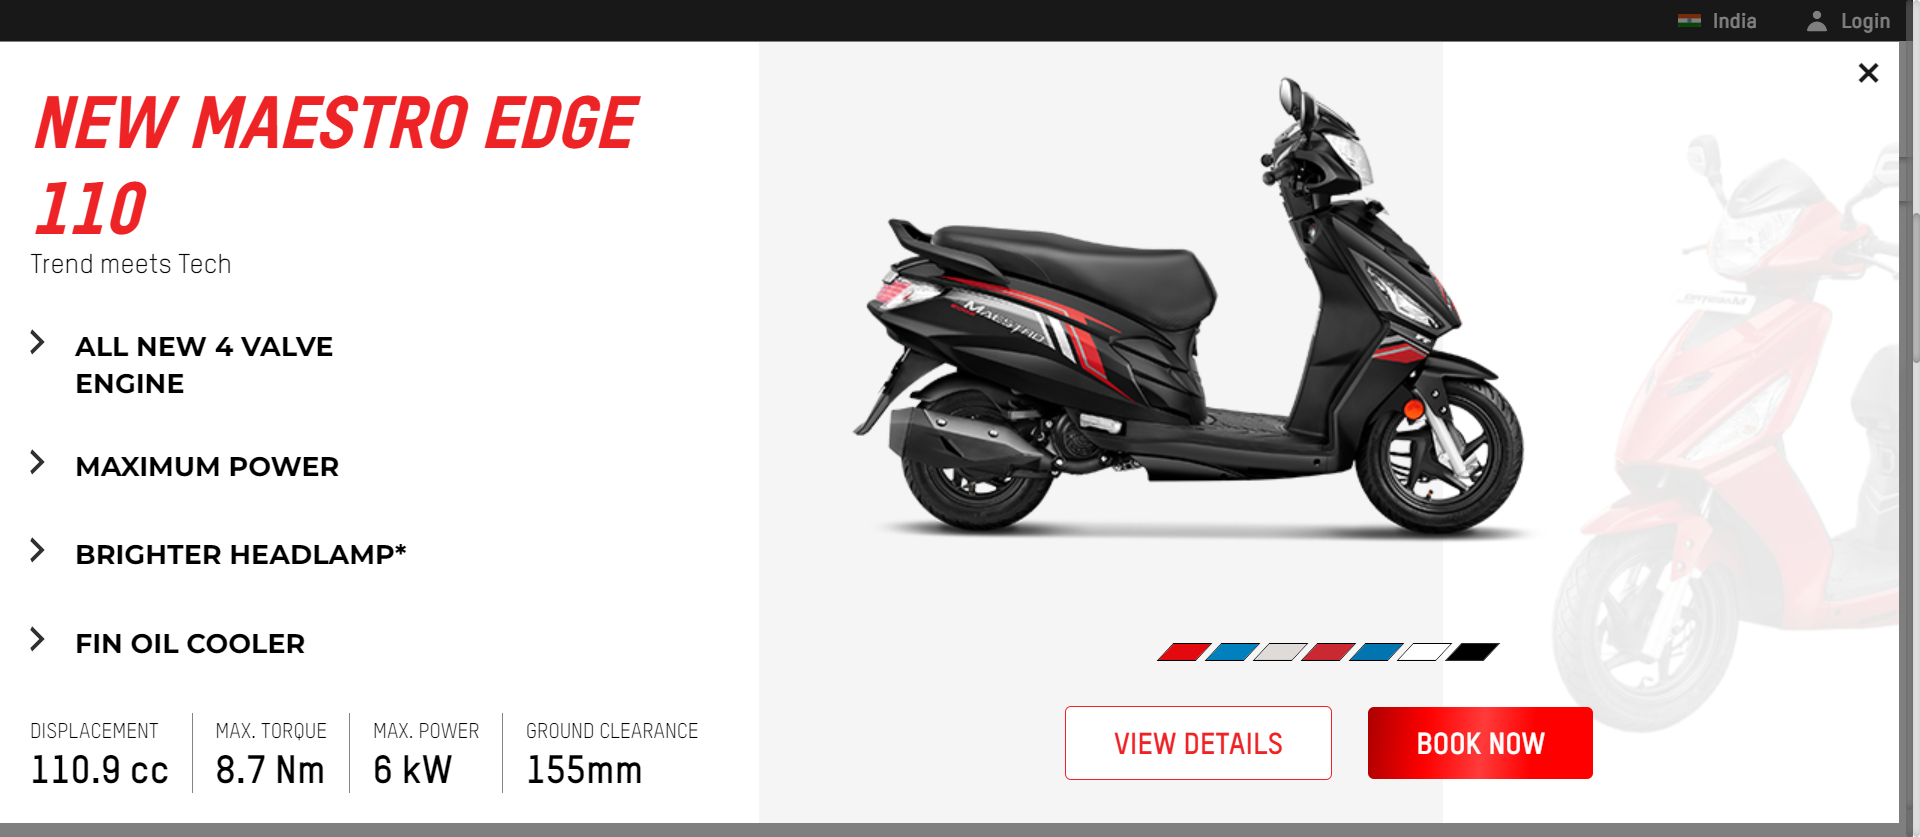 India
Login
NEW MAESTRO EDGE
110
Trend meets Tech
ALL NEW 4 VALVE
ENGINE
MAXIMUM POWER
BRIGHTER HEADLAMP*
FIN OIL COOLER
DISPLACEMENT
110.9 cc
MAX. TORQUE
8.7 Nm
MAX. POWER
6 kW
GROUND CLEARANCE
155mm
MAESTRO
VIEW DETAILS
BOOK NOW